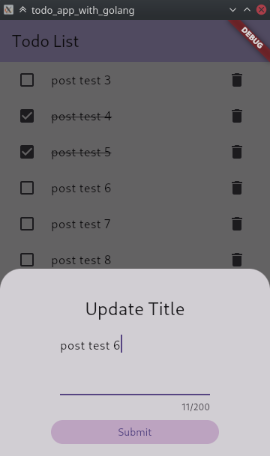 todo_app_with_golang
Todo List
DEBUG
post test 3
post test 4
post test 5
post test 6
post test 7
post test 8
Update Title
post test 6
11/200
Submit